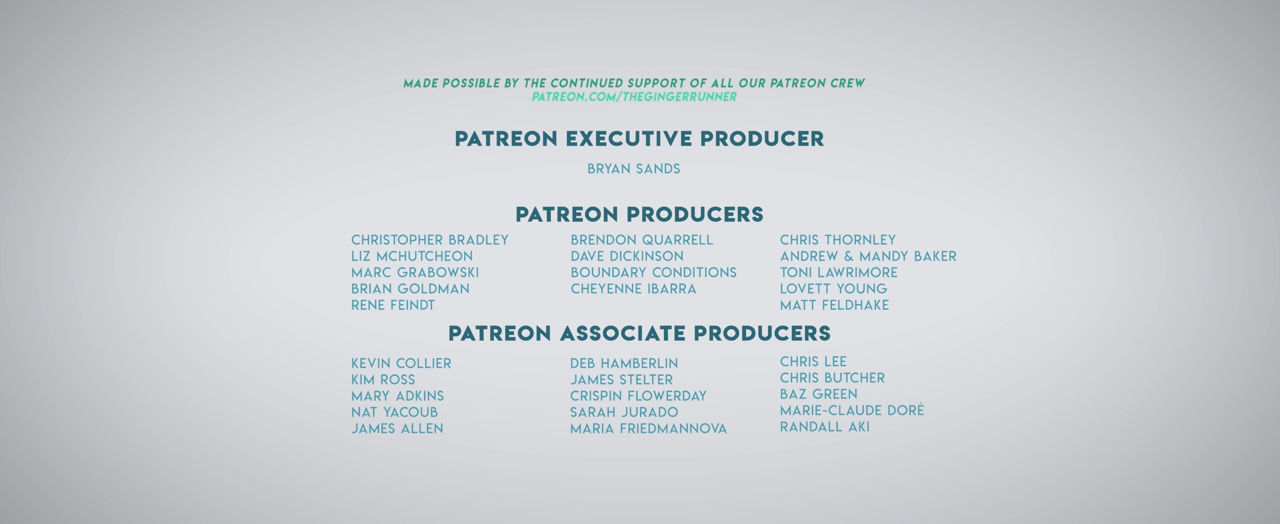 MADE POSSIBLE BY THE CONTINUED SUPPORT OF ALL OUR PATREON CREW
PATREON.COM/THEGINGERRUNNER
PATREON EXECUTIVE PRODUCER
BRYAN SANDS
PATREON PRODUCERS
CHRISTOPHER BRADLEY
LIZ MCHUTCHEON
MARC GRABOWSKI
BRIAN GOLDMAN
RENE FEINDT
BRENDON QUARRELL
DAVE DICKINSON
BOUNDARY CONDITIONS
CHEYENNE IBARRA
CHRIS THORNLEY
ANDREW & MANDY BAKER
TONI LAWRIMORE
LOVETT YOUNG
MATT FELDHAKE
PATREON ASSOCIATE PRODUCERS
KEVIN COLLIER
KIM ROSS
MARY ADKINS
NAT YACOUB
JAMES ALLEN
DEB HAMBERLIN
JAMES STELTER
CRISPIN FLOWERDAY
SARAH JURADO
MARIA FRIEDMANNOVA
CHRIS LEE
CHRIS BUTCHER
BAZ GREEN
MARIE-CLAUDE DORÉ
RANDALL AKI